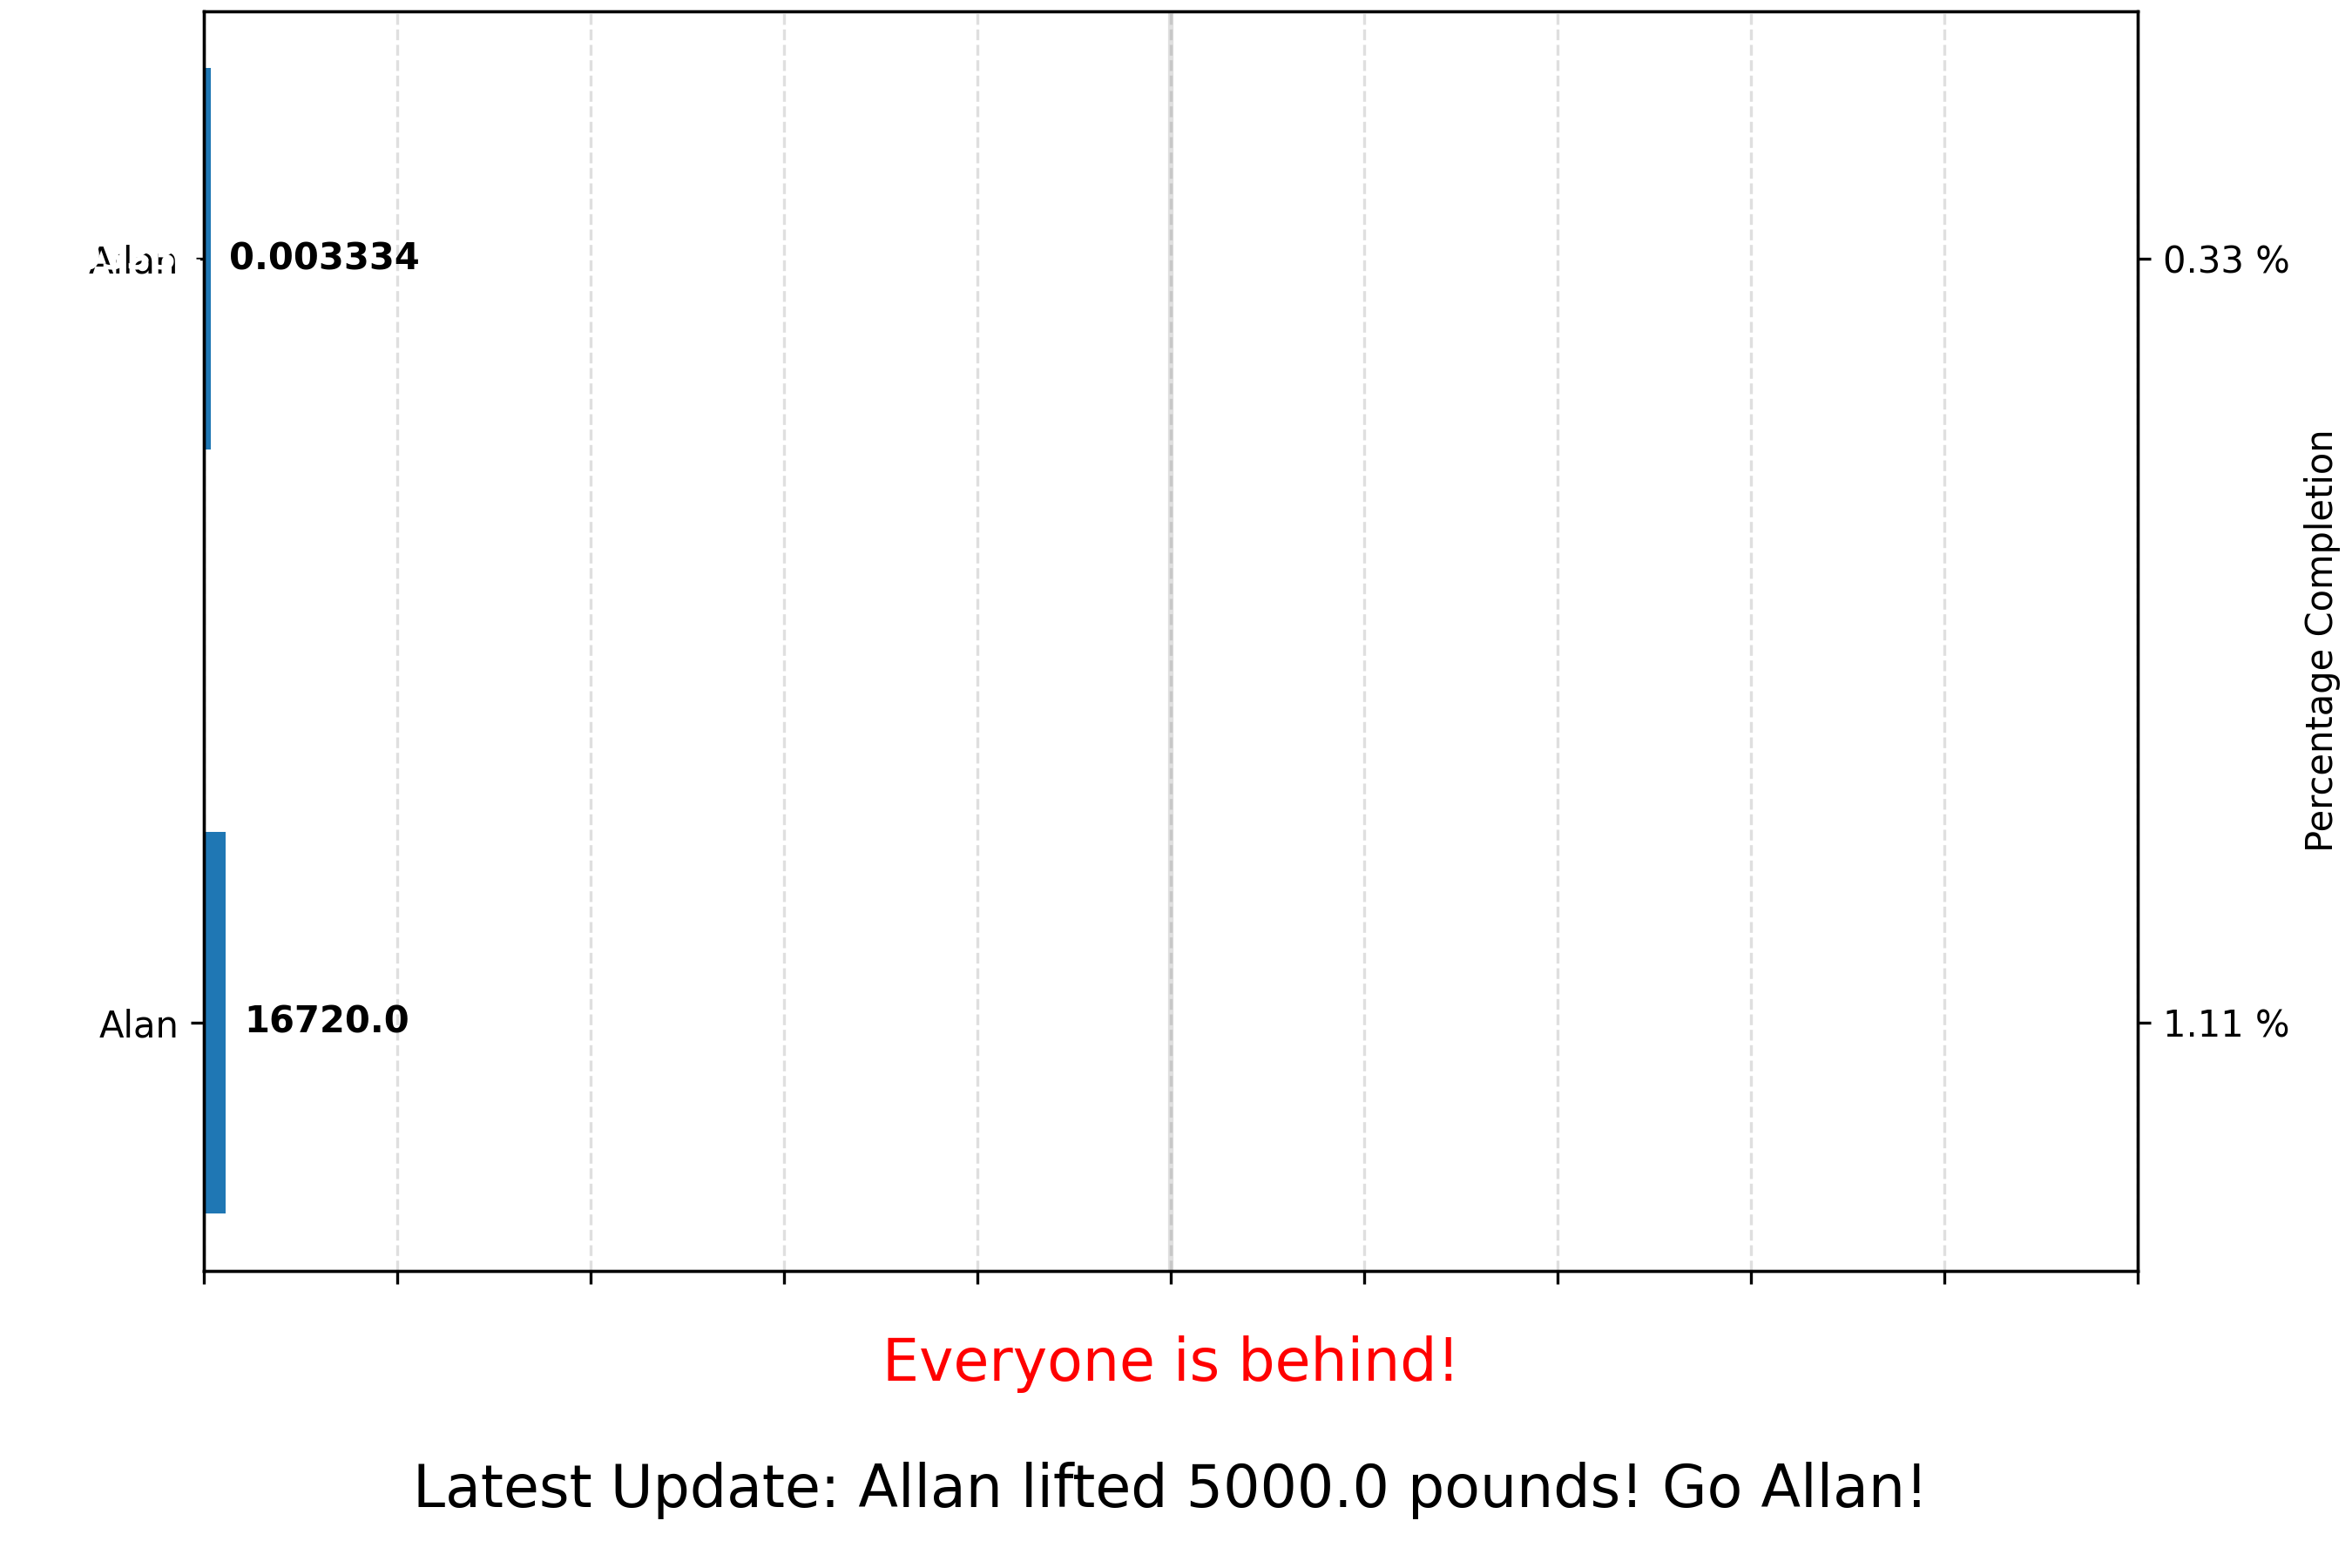 0.003334
0.33 %
Percentage Completion
Alan
16720.0
1.11 %
Everyone is behind!
Latest Update: Allan lifted 5000.0 pounds! Go Allan!